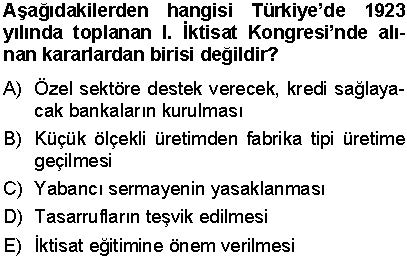 Aşağıdakilerden hangisi Türkiye’de 1923
yılında toplanan I. İktisat Kongresi’nde alı-
nan kararlardan birisi değildir?
A) Özel sektöre destek verecek, kredi sağlaya-
cak bankaların kurulması
B) Küçük ölçekli üretimden fabrika tipi üretime
geçilmesi
C) Yabancı sermayenin yasaklanması
D) Tasarrufların teşvik edilmesi
E) İktisat eğitimine önem verilmesi